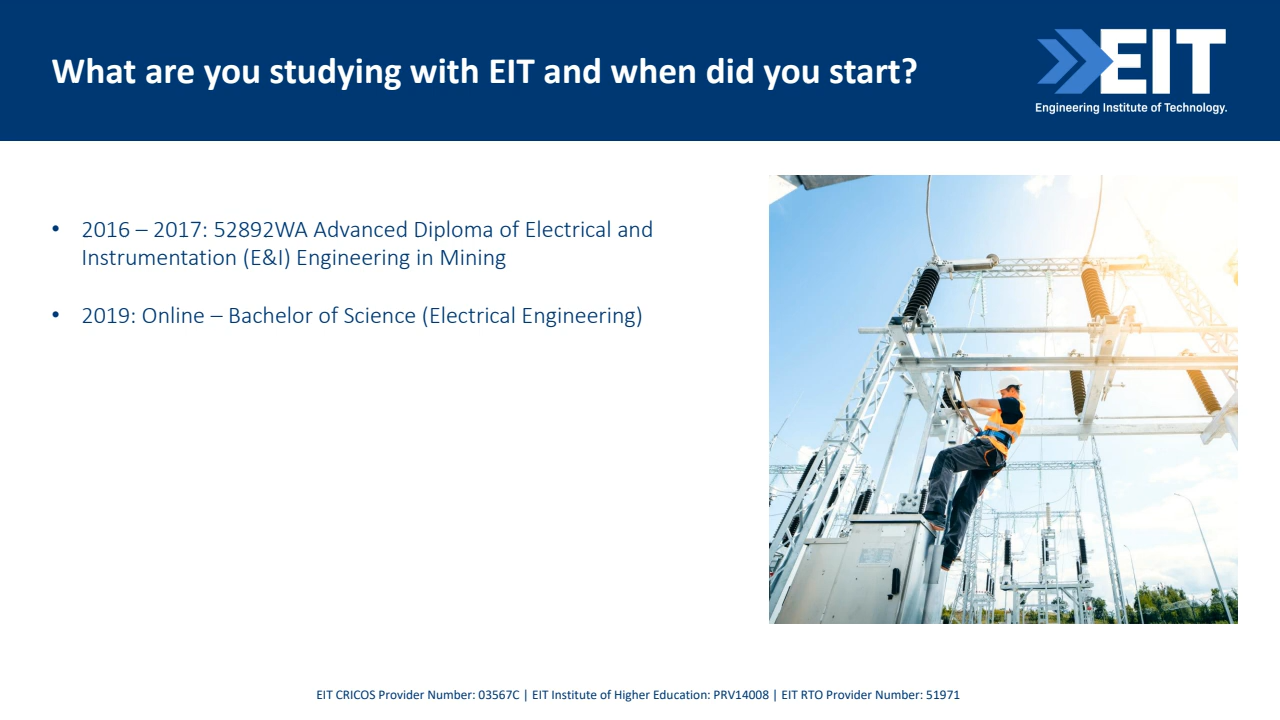 What are you studying with EIT and when did you start?
EIT
Engineering Institute of Technology.
• 2016 – 2017: 52892WA Advanced Diploma of Electrical and
Instrumentation (E&I) Engineering in Mining
• 2019: Online – Bachelor of Science (Electrical Engineering)
EIT CRICOS Provider Number: 03567C | EIT Institute of Higher Education: PRV14008 | EIT RTO Provider Number: 51971